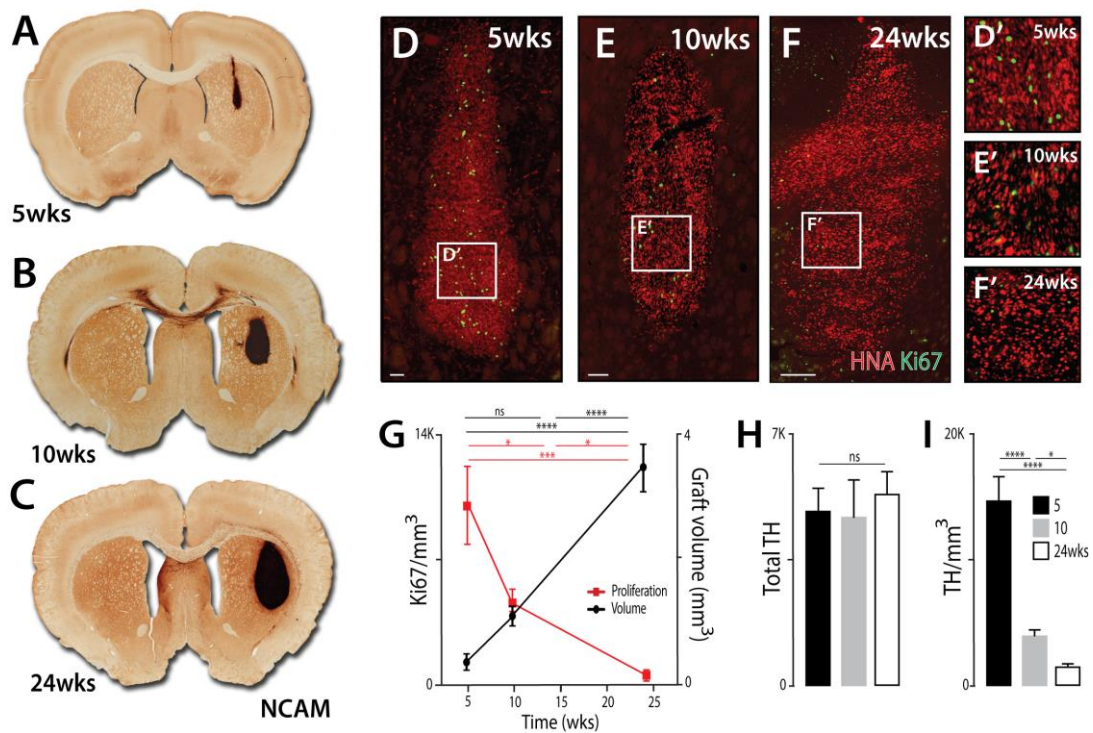 A
5wks
B
10wks
C
24wks
NCAM
D
5wks
D'
E
10wks
E'
F
24wks
F'
HNA Ki67
D'
5wks
E'
10wks
F'
24wks
G
ns
****
****
*
*
***
14K
0
Ki67/mm³
4
0
Graft volume (mm³)
Proliferation
Volume
5
10
15
20
25
Time (wks)
H
7K
0
Total TH
ns
I
20K
0
TH/mm³
****
*
****
5
10
24wks